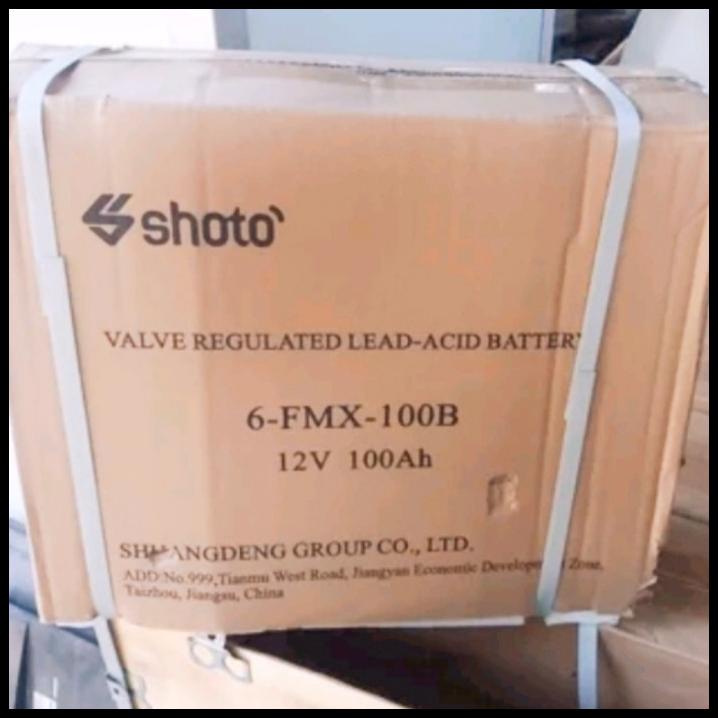 shoto
VALVE REGULATED LEAD-ACID BATTERY
6-FMX-100B
12V 100Ah
SHUANGDENG GROUP CO., LTD.
ADD:No.999,Tianmu West Road, Jiangyan Economic Development Zone,
Taizhou, Jiangsu, China